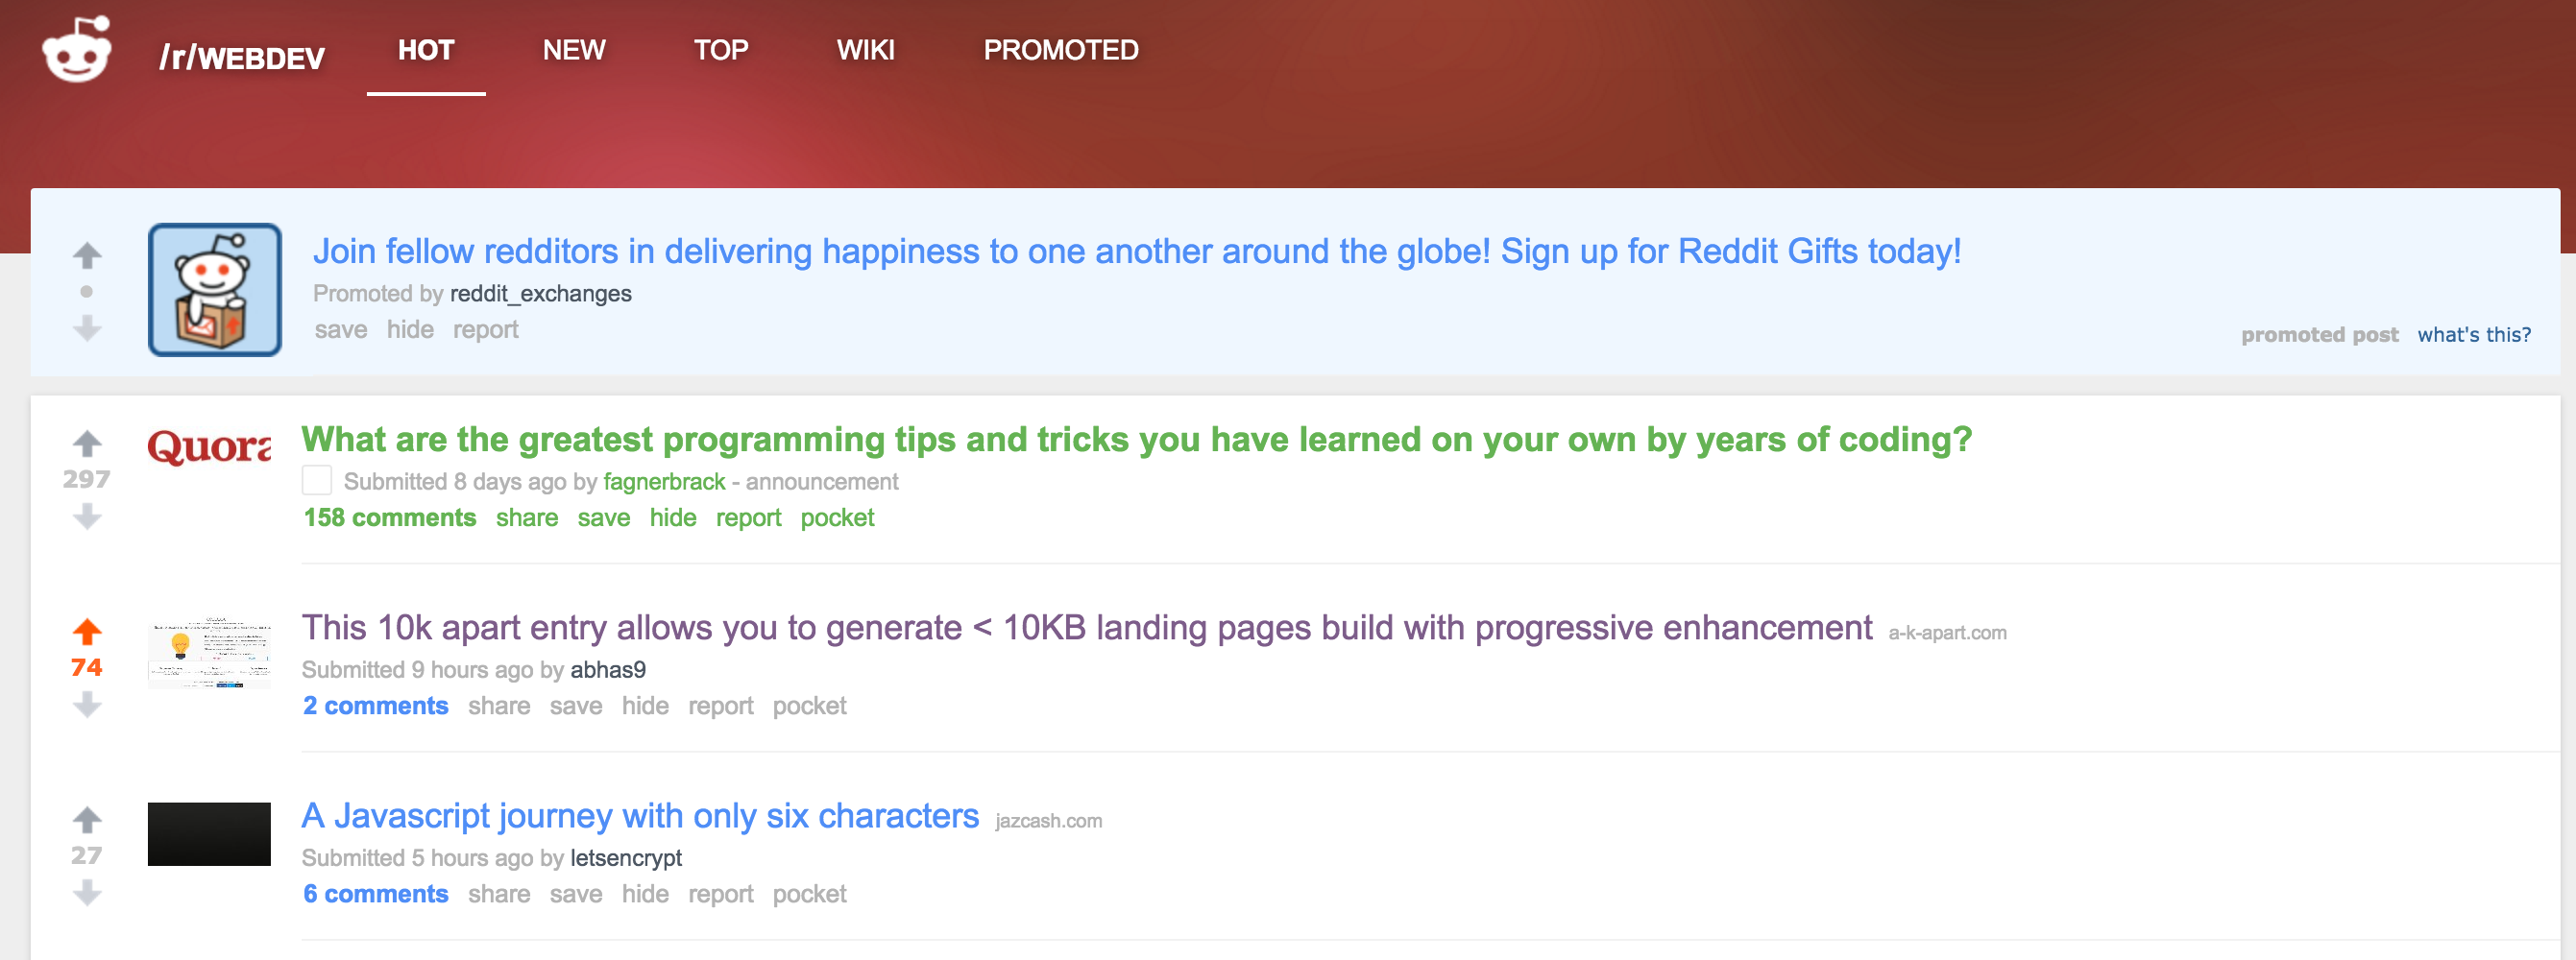 /r/WEBDEV HOT NEW TOP WIKI PROMOTED
Join fellow redditors in delivering happiness to one another around the globe! Sign up for Reddit Gifts today!
Promoted by reddit_exchanges
save hide report
promoted post what's this?
Quora
What are the greatest programming tips and tricks you have learned on your own by years of coding?
297
Submitted 8 days ago by fagnerbrack - announcement
158 comments share save hide report pocket
This 10k apart entry allows you to generate < 10KB landing pages build with progressive enhancement a-k-apart.com
74
Submitted 9 hours ago by abhas9
2 comments share save hide report pocket
A Javascript journey with only six characters jazcash.com
27
Submitted 5 hours ago by letsencrypt
6 comments share save hide report pocket